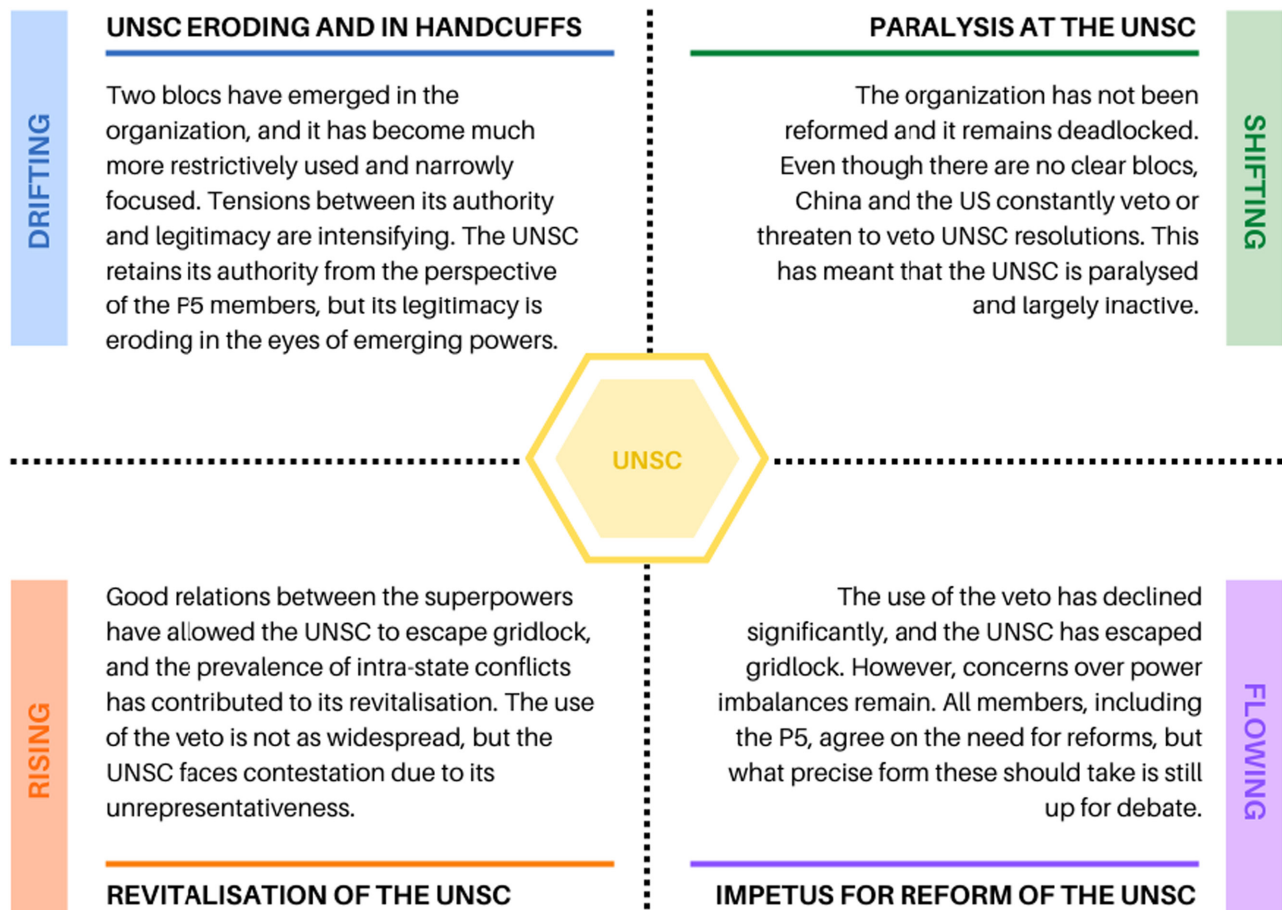 UNSC ERODING AND IN HANDCUFFS
DRIFTING
Two blocs have emerged in the
organization, and it has become much
more restrictively used and narrowly
focused. Tensions between its authority
and legitimacy are intensifying. The UNSC
retains its authority from the perspective
of the P5 members, but its legitimacy is
eroding in the eyes of emerging powers.
PARALYSIS AT THE UNSC
SHIFTING
The organization has not been
reformed and it remains deadlocked.
Even though there are no clear blocs,
China and the US constantly veto or
threaten to veto UNSC resolutions. This
has meant that the UNSC is paralysed
and largely inactive.
UNSC
RISING
Good relations between the superpowers
have allowed the UNSC to escape gridlock,
and the prevalence of intra-state conflicts
has contributed to its revitalisation. The use
of the veto is not as widespread, but the
UNSC faces contestation due to its
unrepresentativeness.
REVITALISATION OF THE UNSC
FLOWING
The use of the veto has declined
significantly, and the UNSC has escaped
gridlock. However, concerns over power
imbalances remain. All members, including
the P5, agree on the need for reforms, but
what precise form these should take is still
up for debate.
IMPETUS FOR REFORM OF THE UNSC